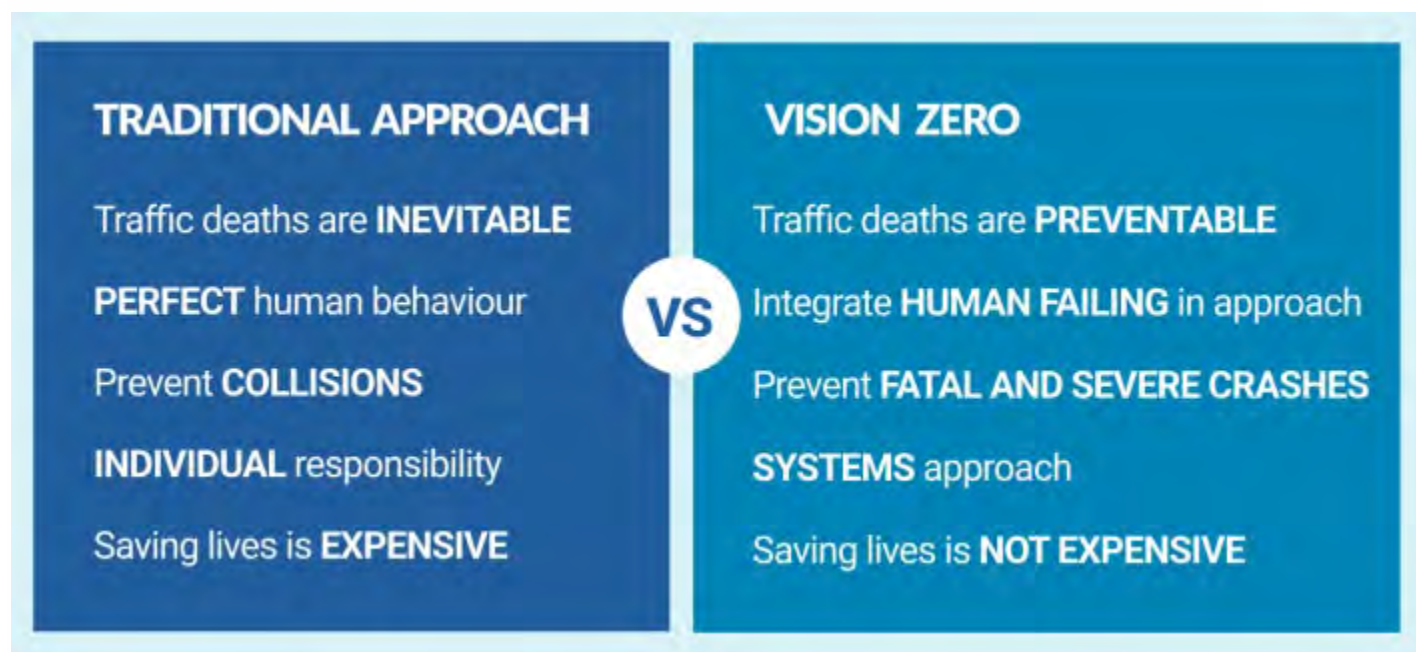 TRADITIONAL APPROACH
Traffic deaths are INEVITABLE
PERFECT human behaviour
Prevent COLLISIONS
INDIVIDUAL responsibility
Saving lives is EXPENSIVE
VS
VISION ZERO
Traffic deaths are PREVENTABLE
Integrate HUMAN FAILING in approach
Prevent FATAL AND SEVERE CRASHES
SYSTEMS approach
Saving lives is NOT EXPENSIVE